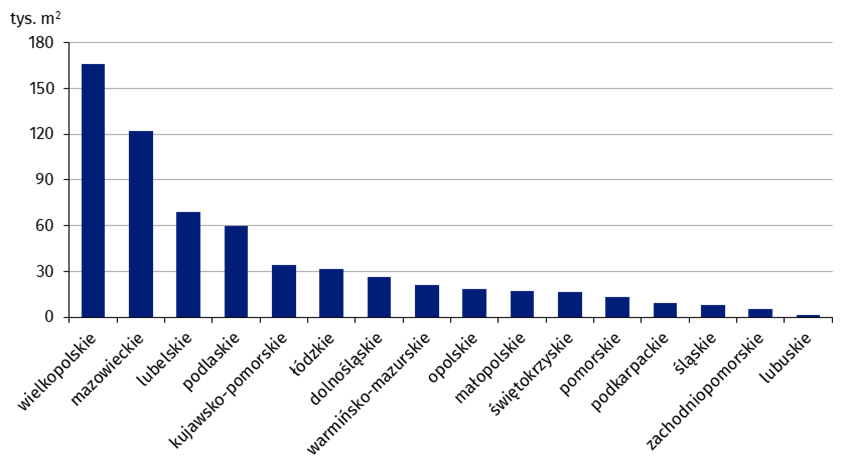 tys. m²
180
150
120
90
60
30
0
wielkopolskie
mazowieckie
lubelskie
podlaskie
kujawsko-pomorskie
łódzkie
dolnośląskie
warmińsko-mazurskie
opolskie
małopolskie
świętokrzyskie
pomorskie
podkarpackie
śląskie
zachodniopomorskie
lubuskie